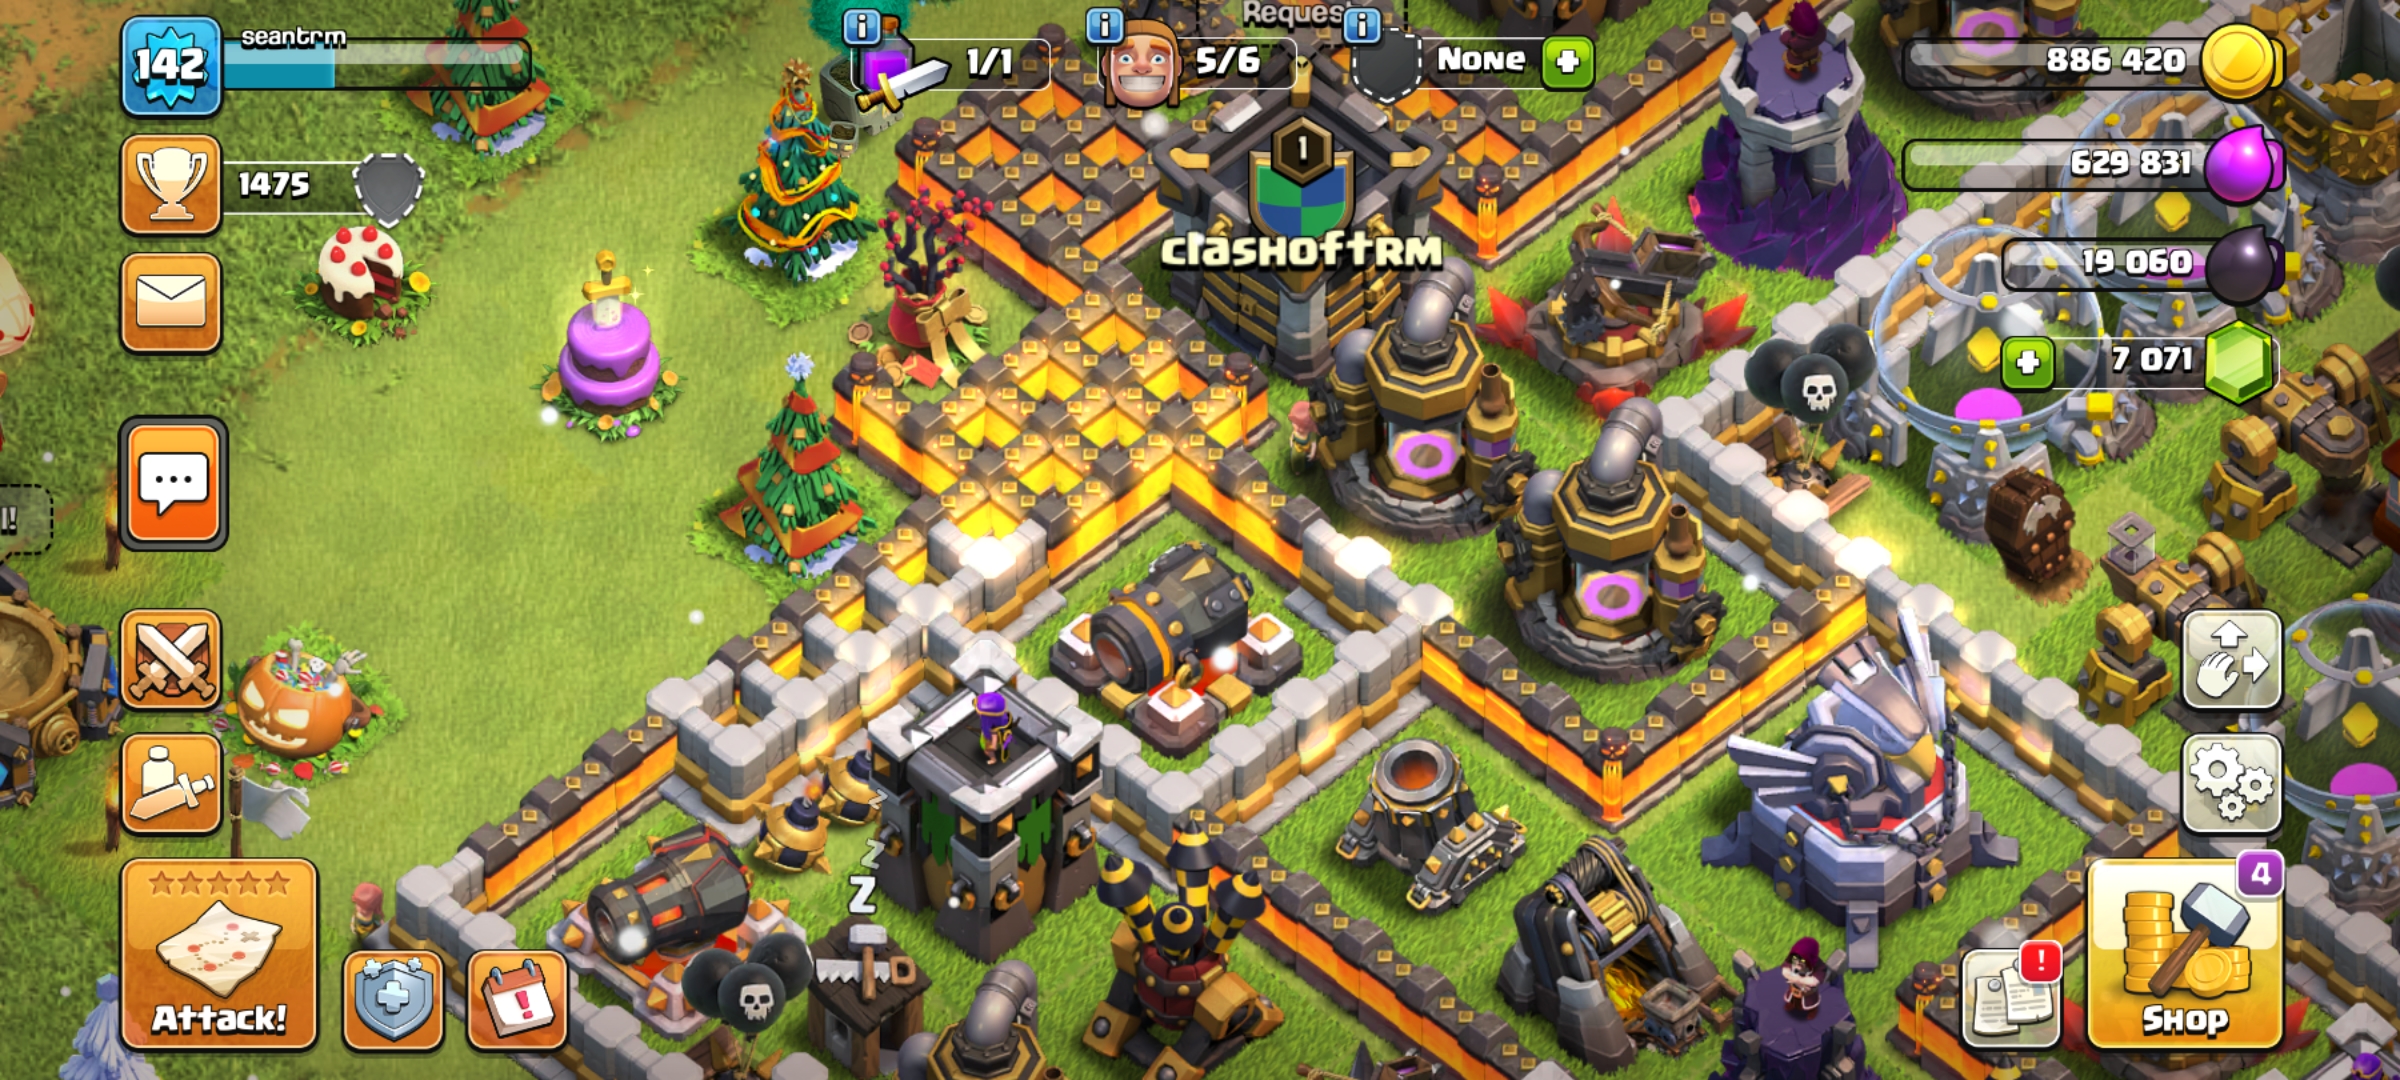 Request
142
seantrm
1/1
5/6
None
886 420
1
1475
629 831
clashoftRM
19 060
7 071
!
z
z
Z
4
!
Attack!
Shop